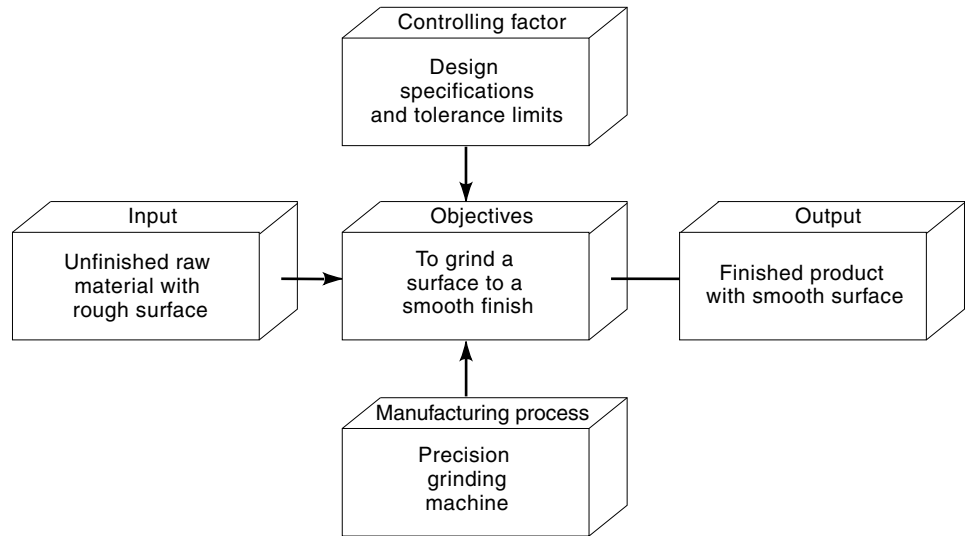 Controlling factor
Design
specifications
and tolerance limits
Input
Unfinished raw
material with
rough surface
Objectives
To grind a
surface to a
smooth finish
Output
Finished product
with smooth surface
Manufacturing process
Precision
grinding
machine